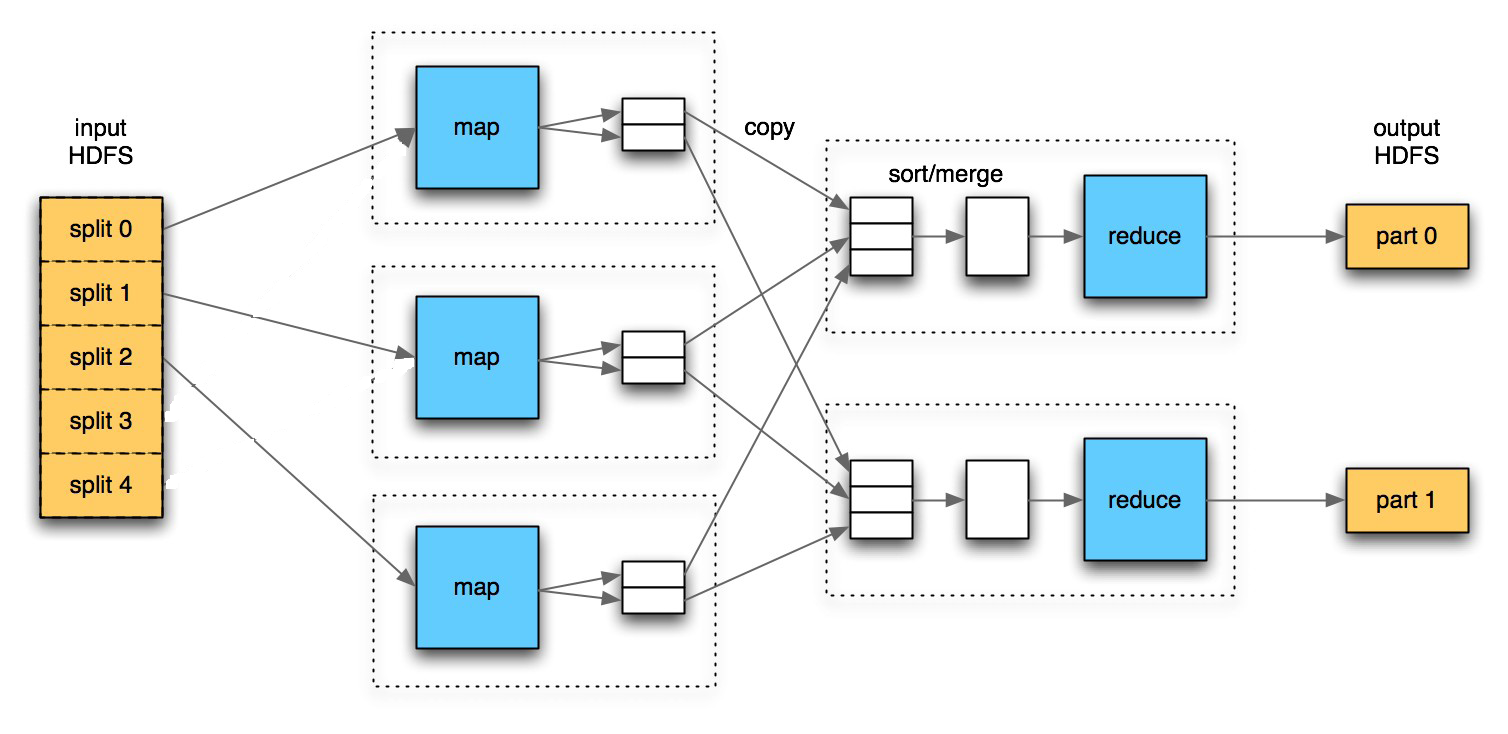 input
HDFS
split 0
split 1
split 2
split 3
split 4
map
map
map
copy
sort/merge
reduce
reduce
output
HDFS
part 0
part 1